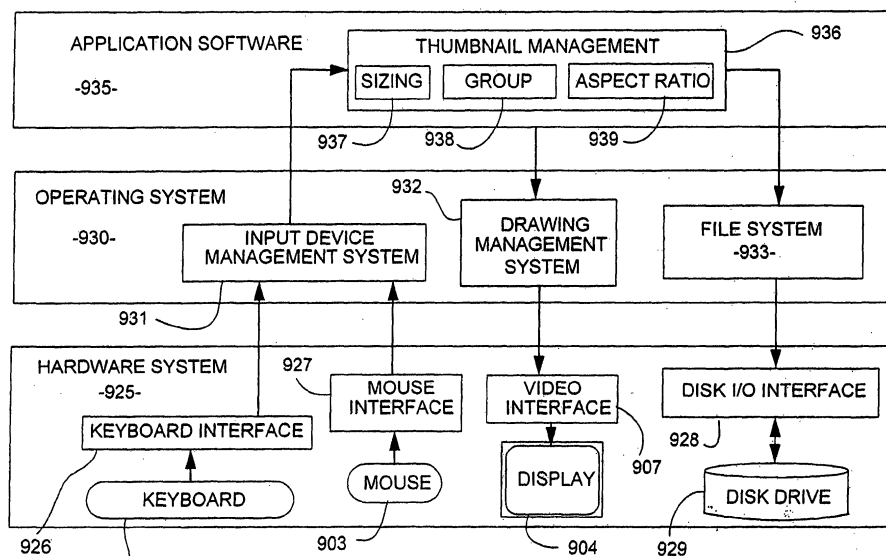 APPLICATION SOFTWARE
-935-
THUMBNAIL MANAGEMENT
936
SIZING
GROUP
ASPECT RATIO
937
938
939
OPERATING SYSTEM
-930-
932
INPUT DEVICE
MANAGEMENT SYSTEM
DRAWING
MANAGEMENT
SYSTEM
FILE SYSTEM
-933-
931
HARDWARE SYSTEM
-925-
927
MOUSE
INTERFACE
VIDEO
INTERFACE
DISK I/O INTERFACE
KEYBOARD INTERFACE
907
928
KEYBOARD
MOUSE
DISPLAY
DISK DRIVE
926
903
904
929